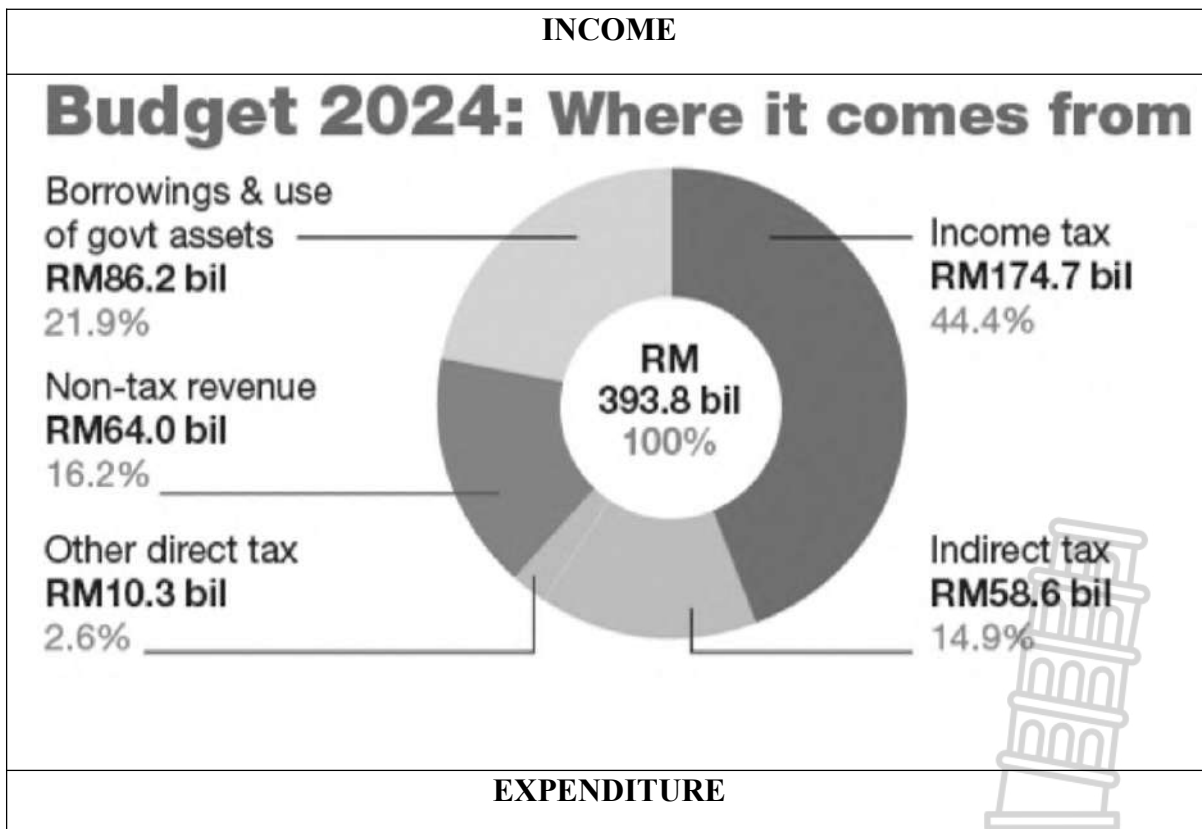 INCOME
Budget 2024: Where it comes from
Borrowings & use
of govt assets
RM86.2 bil
21.9%
Non-tax revenue
RM64.0 bil
16.2%
Other direct tax
RM10.3 bil
2.6%
RM
393.8 bil
100%
Income tax
RM174.7 bil
44.4%
Indirect tax
RM58.6 bil
14.9%
EXPENDITURE